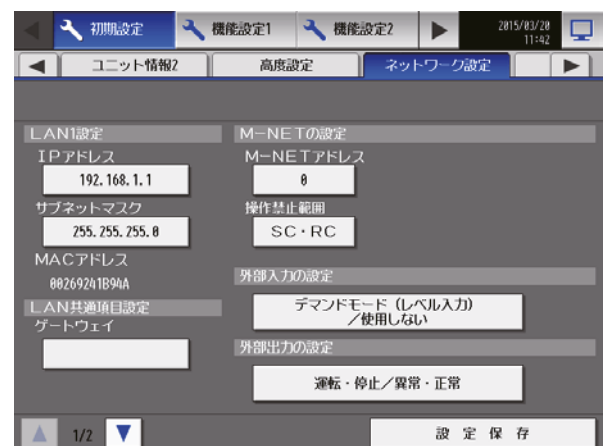 初期設定 機能設定1 機能設定2 2015/03/20
11:42
ユニット情報2 高度設定 ネットワーク設定
LAN1設定
IPアドレス
192.168.1.1
サブネットマスク
255.255.255.0
MACアドレス
00269241B94A
LAN共通項目設定
ゲートウェイ
M-NETの設定
M-NETアドレス
0
操作禁止範囲
SC・RC
外部入力の設定
デマンドモード(レベル入力)
/使用しない
外部出力の設定
運転・停止/異常・正常
1/2 設定保存